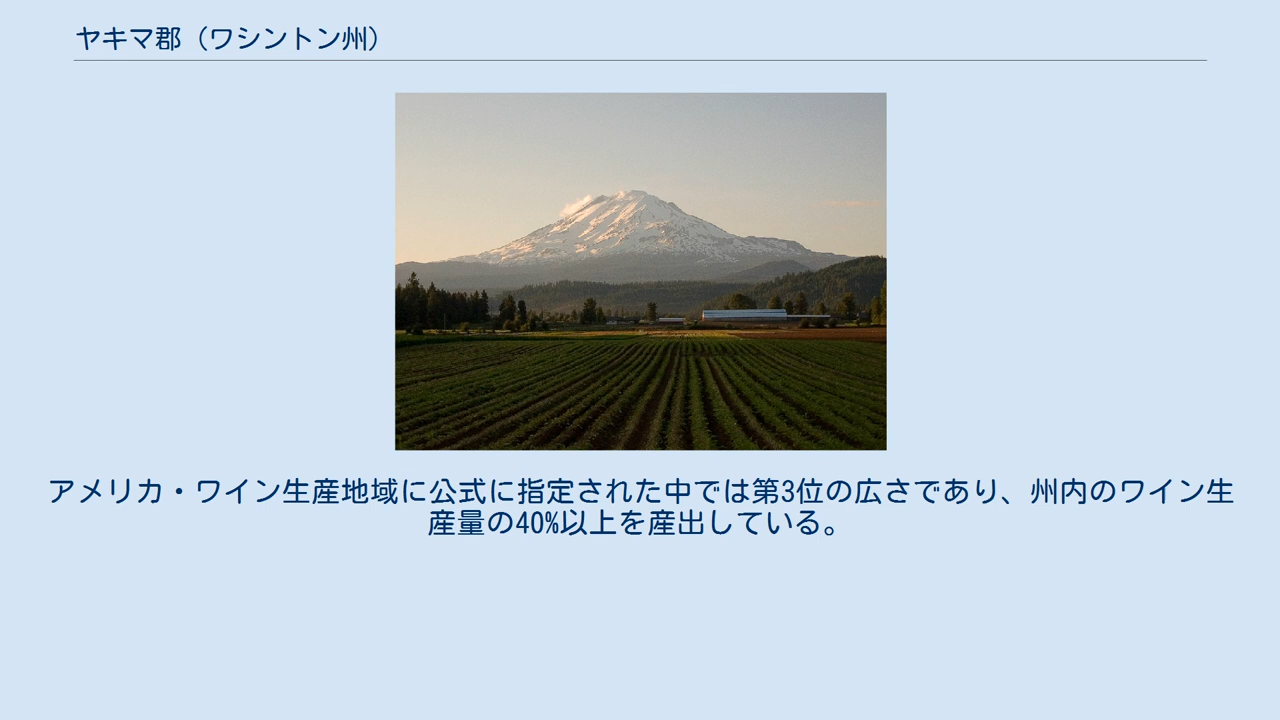 ヤキマ郡（ワシントン州）
アメリカ・ワイン生産地域に公式に指定された中では第3位の広さであり、州内のワイン生
産量の40%以上を産出している。